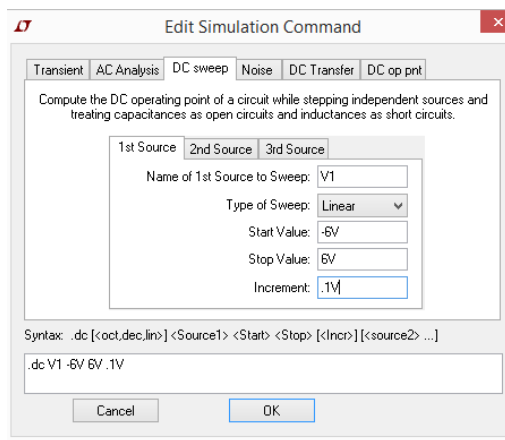 Edit Simulation Command
Transient AC Analysis DC sweep Noise DC Transfer DC op pnt
Compute the DC operating point of a circuit while stepping independent sources and
treating capacitances as open circuits and inductances as short circuits.
1st Source 2nd Source 3rd Source
Name of 1st Source to Sweep: V1
Type of Sweep: Linear
Start Value: -6V
Stop Value: 6V
Increment: .1V
Syntax: .dc [<oct,dec,lin>] <Source1> <Start> <Stop> [<Incr>] [<source2> ...]
.dc V1 -6V 6V .1V
Cancel OK